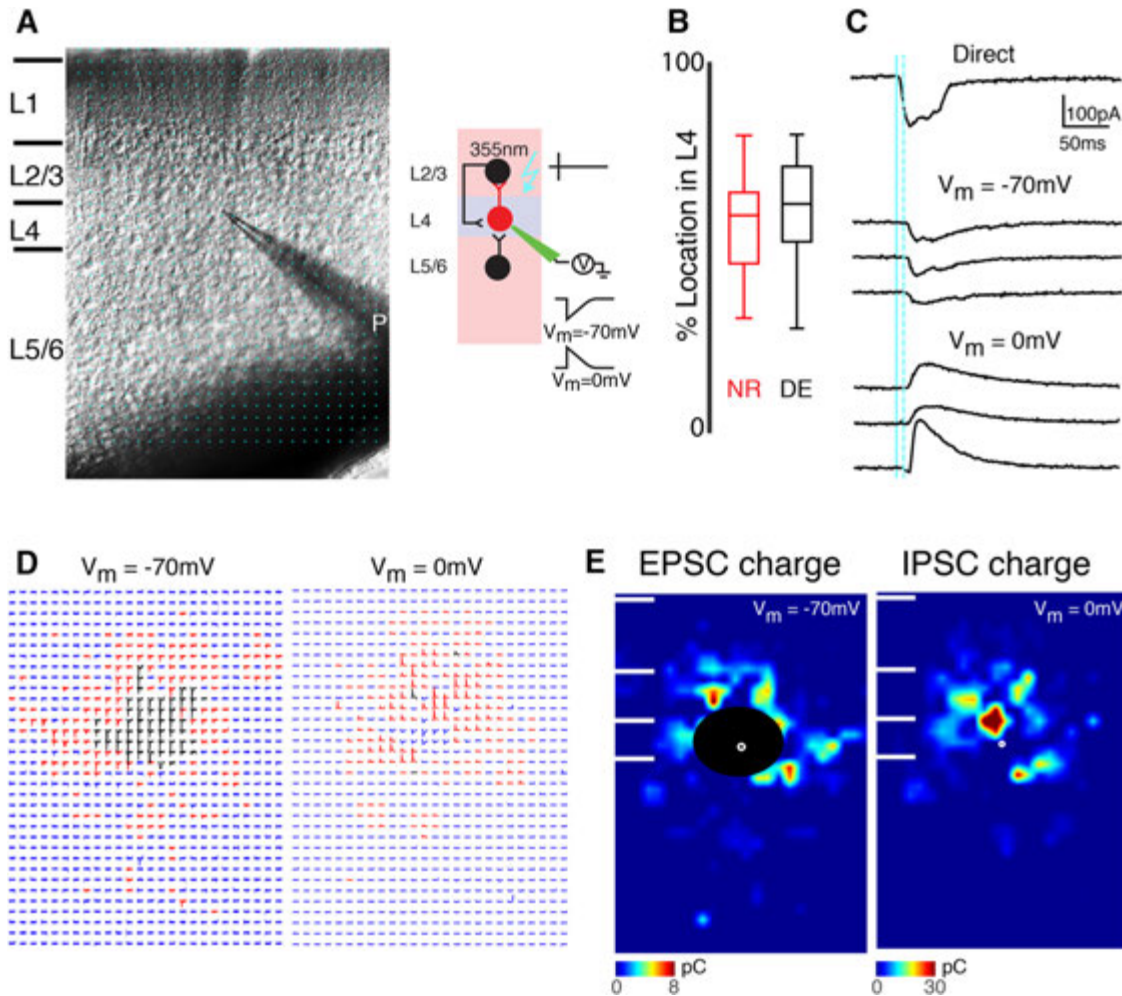 A
L1
L2/3
L4
L5/6
P
355nm
L2/3
L4
L5/6
V
Vm=-70mV
Vm=0mV
B
% Location in L4
100
0
NR
DE
C
Direct
100pA
50ms
Vm = -70mV
Vm = 0mV
D
Vm = -70mV
Vm = 0mV
E
EPSC charge
IPSC charge
Vm = -70mV
Vm = 0mV
pC
0 8
pC
0 30